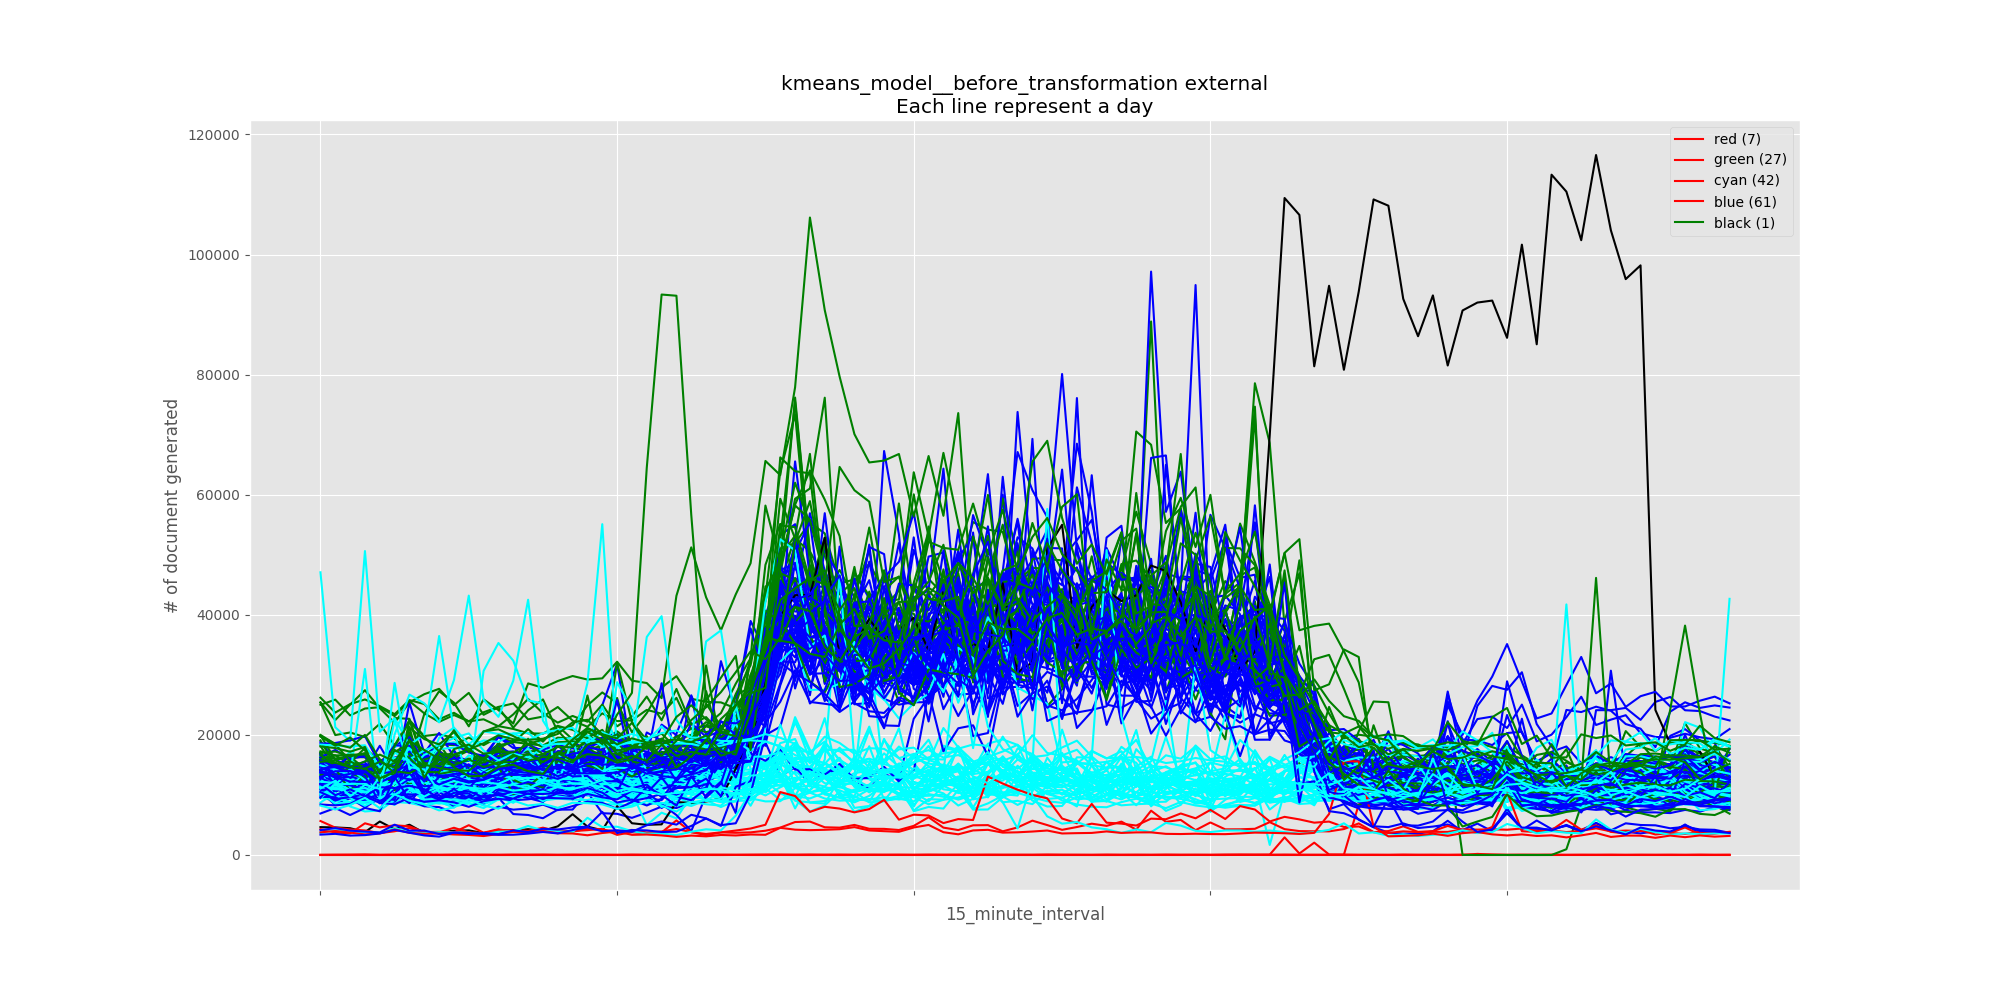 kmeans_model__before_transformation external
Each line represent a day
120000
100000
80000
60000
40000
20000
0
# of document generated
15_minute_interval
red (7)
green (27)
cyan (42)
blue (61)
black (1)